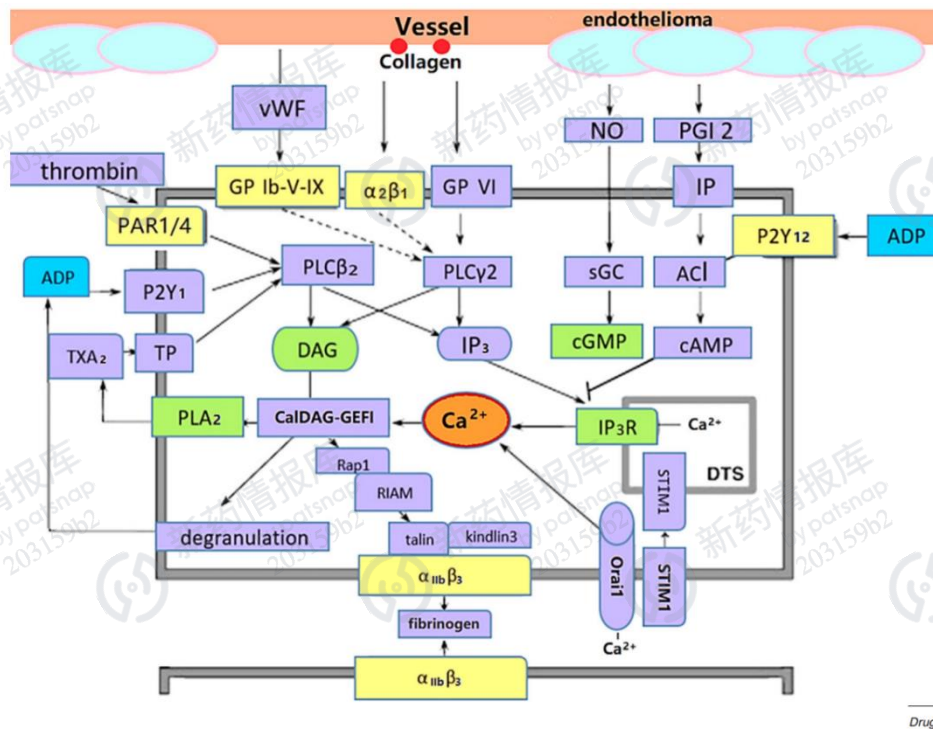 Vessel
endothelioma
Collagen
vWF
NO
PGI 2
thrombin
GP Ib-V-IX
α2β1
GP VI
IP
PAR1/4
P2Y12
ADP
ADP
P2Y1
PLCβ2
PLCγ2
sGC
ACl
TXA2
TP
DAG
IP3
cGMP
cAMP
PLA2
CalDAG-GEFI
Ca2+
IP3R
Ca2+
DTS
Rap1
RIAM
STIM1
degranulation
talin
kindlin3
Orai1
STIM1
αIIbβ3
fibrinogen
Ca2+
αIIbβ3
Drug
新药情报库
by patsnap
203159b2